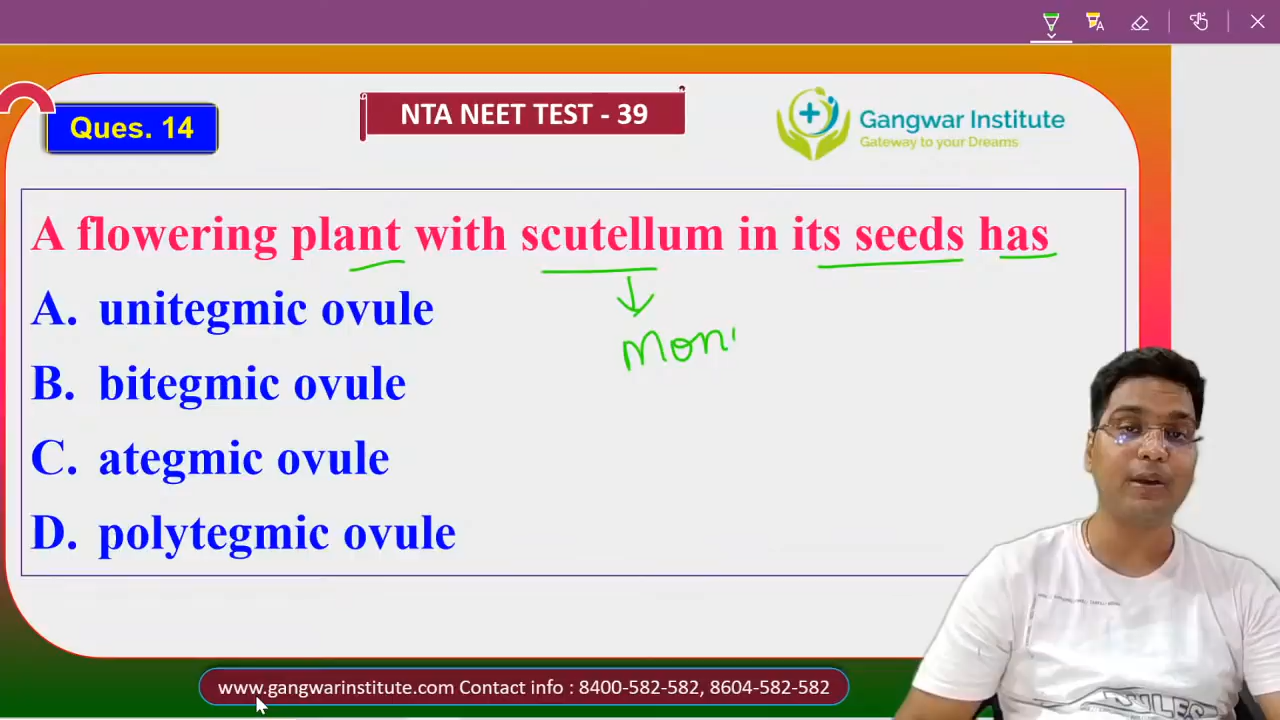 Ques. 14
NTA NEET TEST - 39
Gangwar Institute
Gateway to your Dreams
A flowering plant with scutellum in its seeds has
A. unitegmic ovule
Mon
B. bitegmic ovule
C. ategmic ovule
D. polytegmic ovule
www.gangwarinstitute.com Contact info : 8400-582-582, 8604-582-582